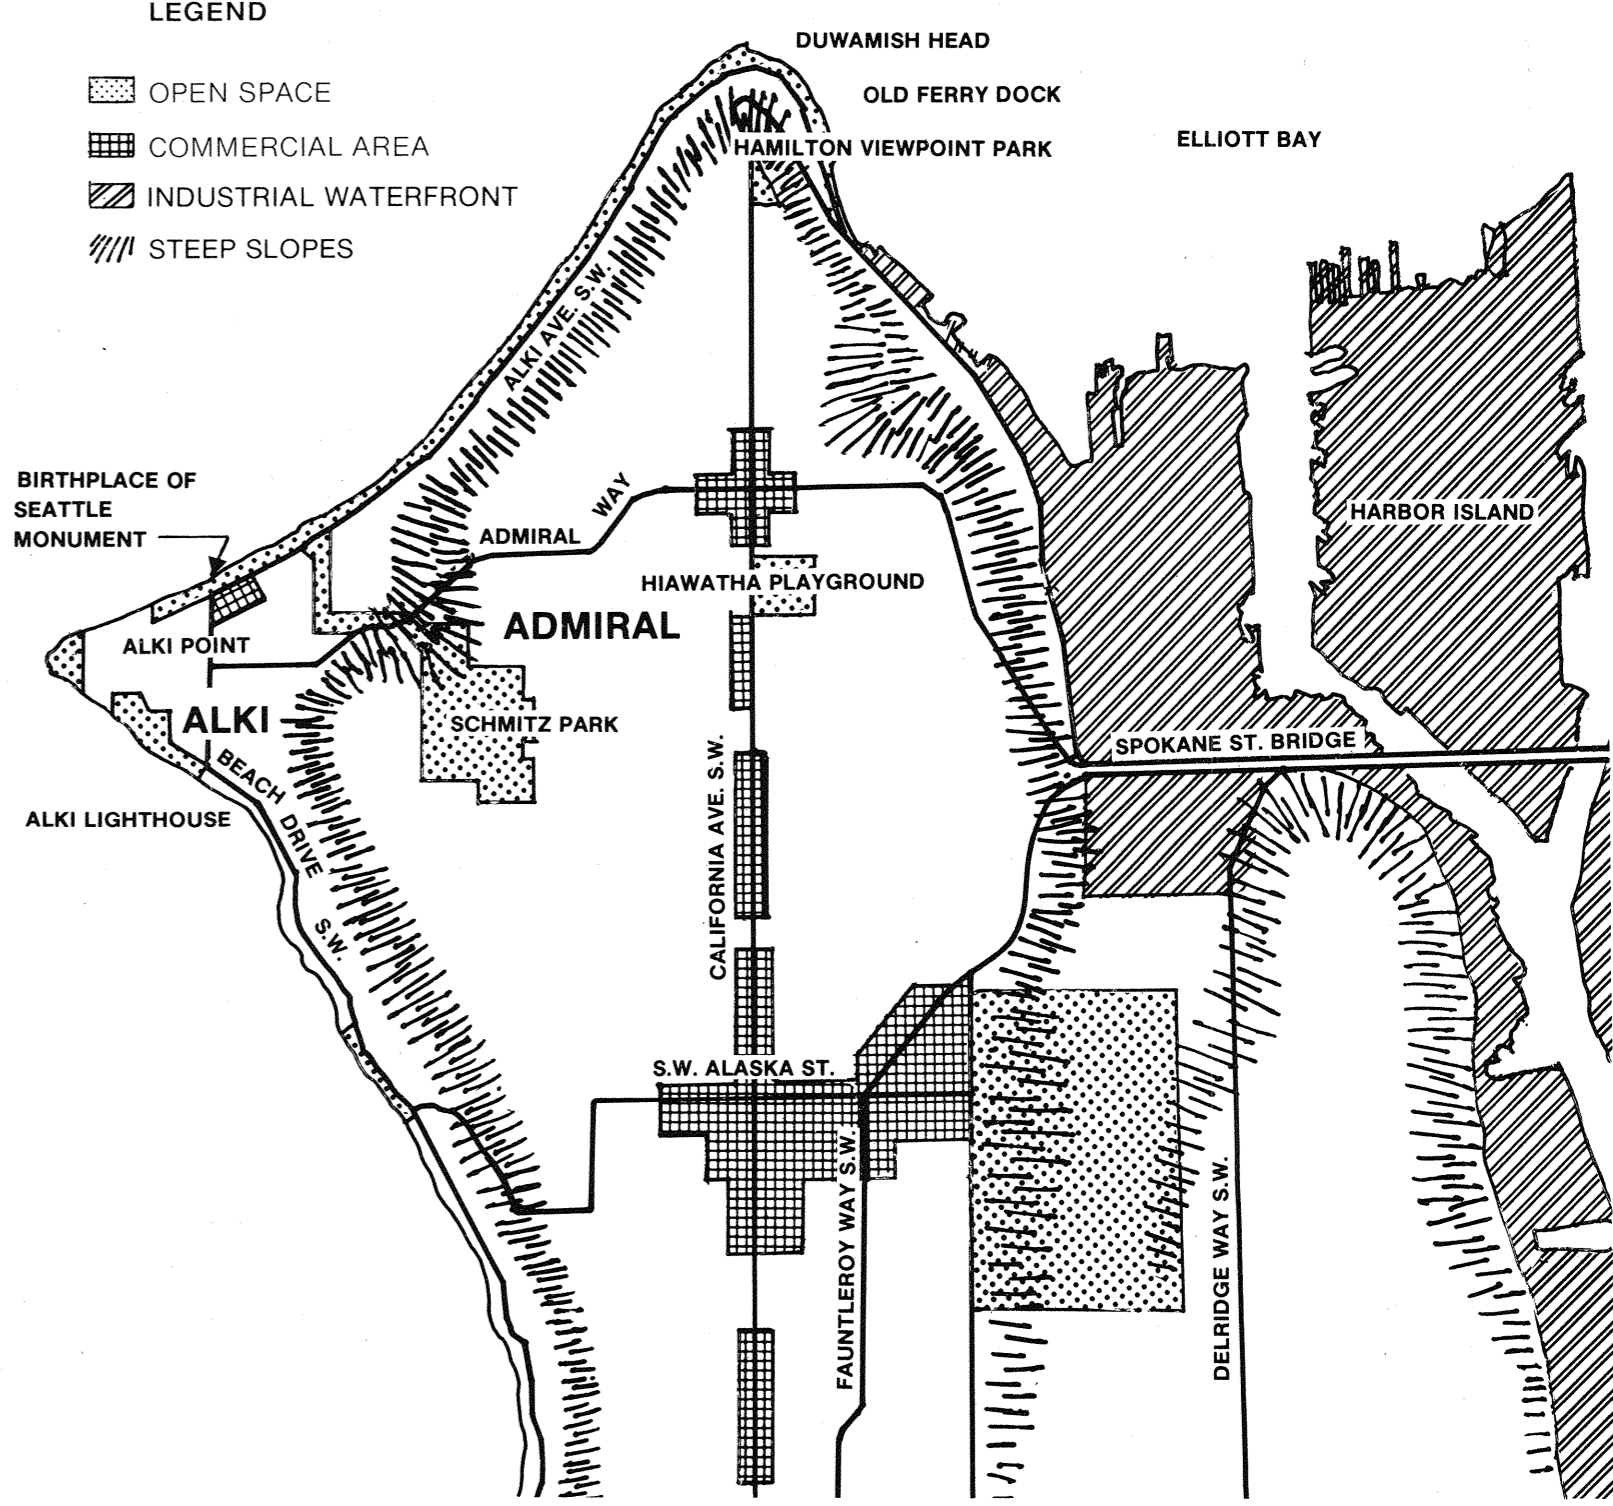 LEGEND
OPEN SPACE
COMMERCIAL AREA
INDUSTRIAL WATERFRONT
STEEP SLOPES
DUWAMISH HEAD
OLD FERRY DOCK
HAMILTON VIEWPOINT PARK
ELLIOTT BAY
ALKI AVE. S.W.
BIRTHPLACE OF
SEATTLE
MONUMENT
ADMIRAL WAY
HARBOR ISLAND
HIAWATHA PLAYGROUND
ADMIRAL
ALKI POINT
ALKI
SCHMITZ PARK
SPOKANE ST. BRIDGE
BEACH DRIVE S.W.
ALKI LIGHTHOUSE
CALIFORNIA AVE. S.W.
S.W. ALASKA ST.
FAUNTLEROY WAY S.W.
DELRIDGE WAY S.W.